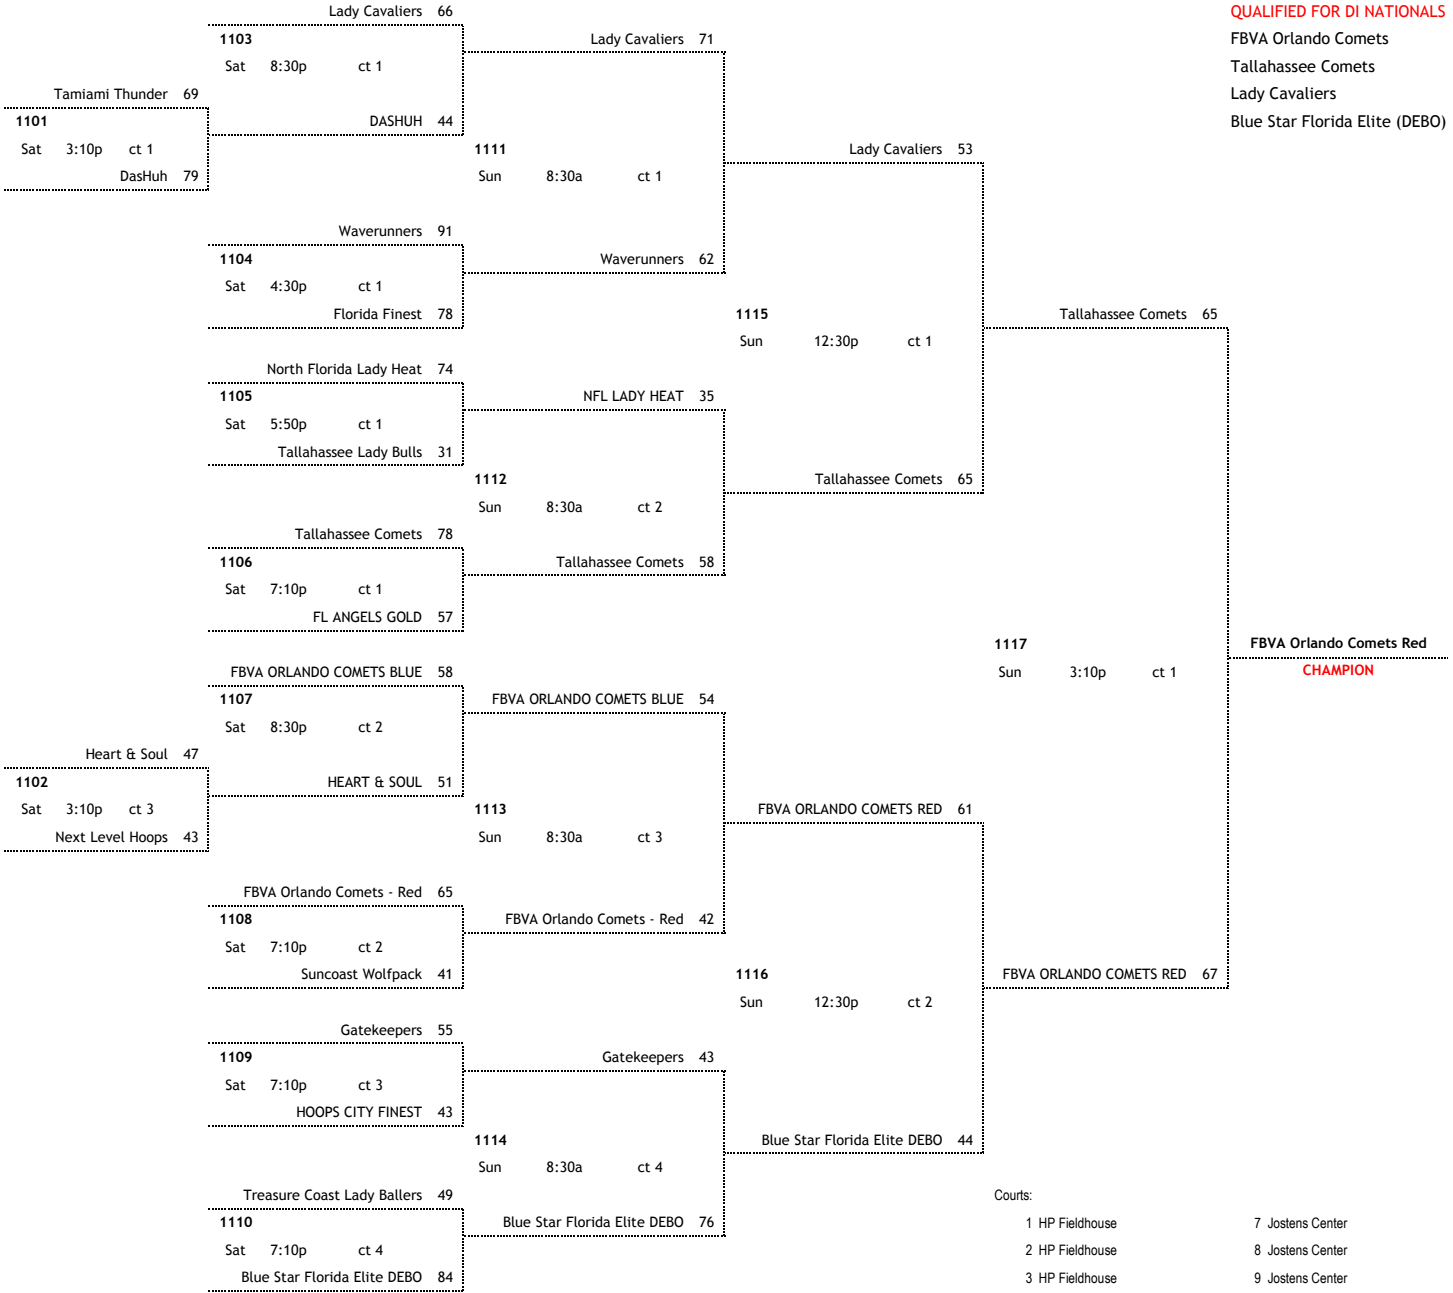 Lady Cavaliers 66
QUALIFIED FOR DI NATIONALS
1103
Lady Cavaliers 71
FBVA Orlando Comets
Sat 8:30p ct 1
Tallahassee Comets
Tamiami Thunder 69
Lady Cavaliers
1101
DASHUH 44
Blue Star Florida Elite (DEBO)
Sat 3:10p ct 1
1111
Lady Cavaliers 53
DasHuh 79
Sun 8:30a ct 1
Waverunners 91
1104
Waverunners 62
Sat 4:30p ct 1
Florida Finest 78
1115
Tallahassee Comets 65
Sun 12:30p ct 1
North Florida Lady Heat 74
1105
NFL LADY HEAT 35
Sat 5:50p ct 1
Tallahassee Lady Bulls 31
1112
Tallahassee Comets 65
Sun 8:30a ct 2
Tallahassee Comets 78
1106
Tallahassee Comets 58
Sat 7:10p ct 1
FL ANGELS GOLD 57
1117
FBVA Orlando Comets Red
FBVA ORLANDO COMETS BLUE 58
Sun 3:10p ct 1
CHAMPION
1107
FBVA ORLANDO COMETS BLUE 54
Sat 8:30p ct 2
Heart & Soul 47
1102
HEART & SOUL 51
Sat 3:10p ct 3
1113
FBVA ORLANDO COMETS RED 61
Next Level Hoops 43
Sun 8:30a ct 3
FBVA Orlando Comets - Red 65
1108
FBVA Orlando Comets - Red 42
Sat 7:10p ct 2
Suncoast Wolfpack 41
1116
FBVA ORLANDO COMETS RED 67
Sun 12:30p ct 2
Gatekeepers 55
1109
Gatekeepers 43
Sat 7:10p ct 3
HOOPS CITY FINEST 43
1114
Blue Star Florida Elite DEBO 44
Sun 8:30a ct 4
Treasure Coast Lady Ballers 49
Courts:
1110
Blue Star Florida Elite DEBO 76
1 HP Fieldhouse
7 Jostens Center
Sat 7:10p ct 4
2 HP Fieldhouse
8 Jostens Center
Blue Star Florida Elite DEBO 84
3 HP Fieldhouse
9 Jostens Center